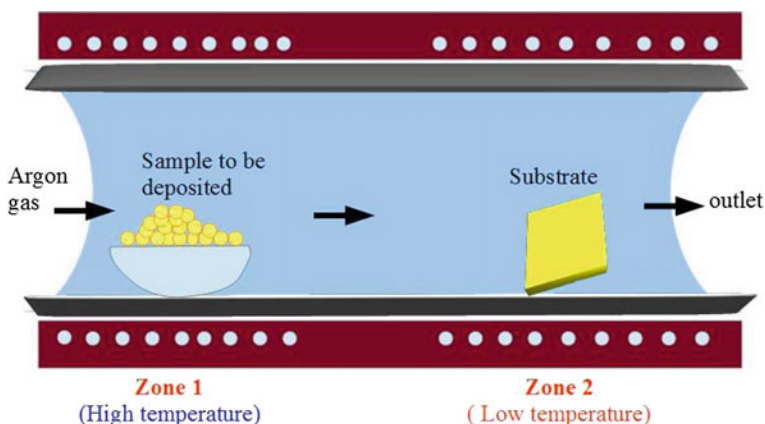 Argon
gas
Sample to be
deposited
Substrate
outlet
Zone 1
(High temperature)
Zone 2
( Low temperature)